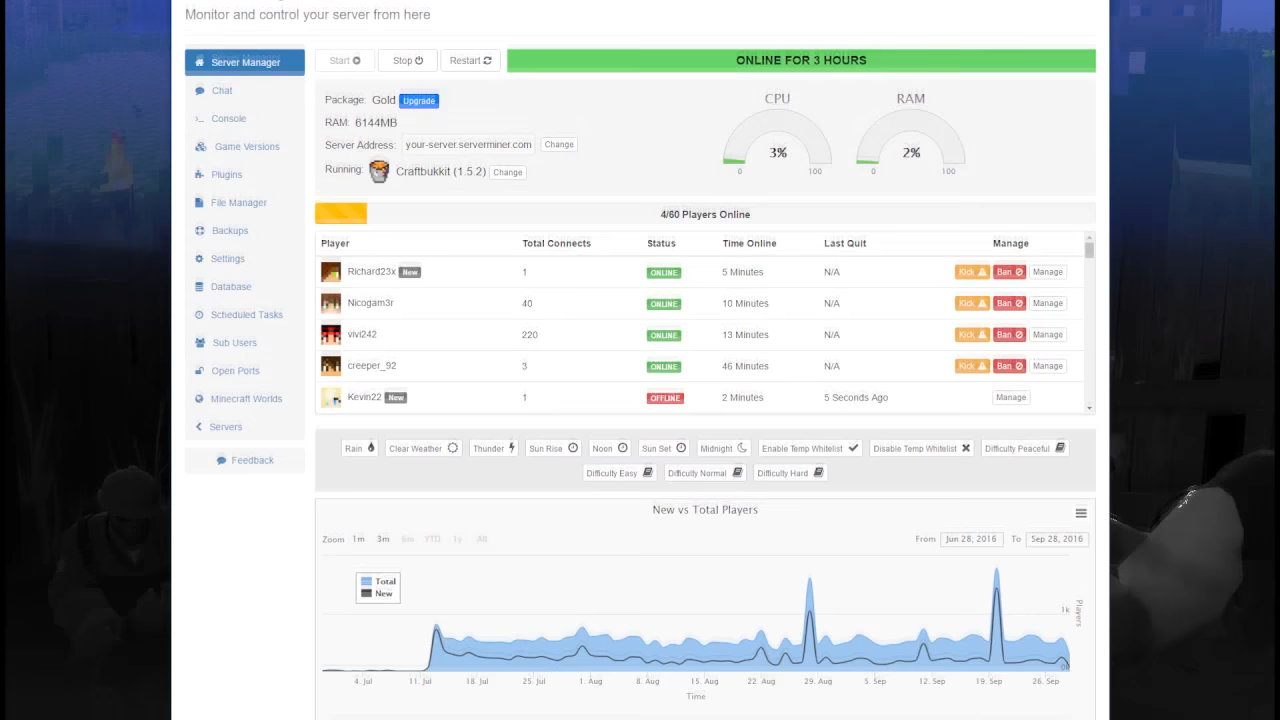 Monitor and control your server from here
Server Manager
Chat
Console
Game Versions
Plugins
File Manager
Backups
Settings
Database
Scheduled Tasks
Sub Users
Open Ports
Minecraft Worlds
Servers
Feedback
Start Stop Restart ONLINE FOR 3 HOURS
Package: Gold Upgrade
RAM: 6144MB
Server Address: your-server.serverminer.com Change
Running: Craftbukkit (1.5.2) Change
CPU RAM
3% 2%
0 100 0 100
4/60 Players Online
Player Total Connects Status Time Online Last Quit Manage
Richard23x New 1 ONLINE 5 Minutes N/A Kick Ban Manage
Nicogam3r 40 ONLINE 10 Minutes N/A Kick Ban Manage
vivi242 220 ONLINE 13 Minutes N/A Kick Ban Manage
creeper_92 3 ONLINE 46 Minutes N/A Kick Ban Manage
Kevin22 New 1 OFFLINE 2 Minutes 5 Seconds Ago Manage
Rain Clear Weather Thunder Sun Rise Noon Sun Set Midnight Enable Temp Whitelist Disable Temp Whitelist Difficulty Peaceful
Difficulty Easy Difficulty Normal Difficulty Hard
New vs Total Players
Zoom 1m 3m 6m YTD 1y All From Jun 28, 2016 To Sep 28, 2016
Total
New
1k
Players
0k
4. Jul 11. Jul 18. Jul 25. Jul 1. Aug 8. Aug 15. Aug 22. Aug 29. Aug 5. Sep 12. Sep 19. Sep 26. Sep
Time